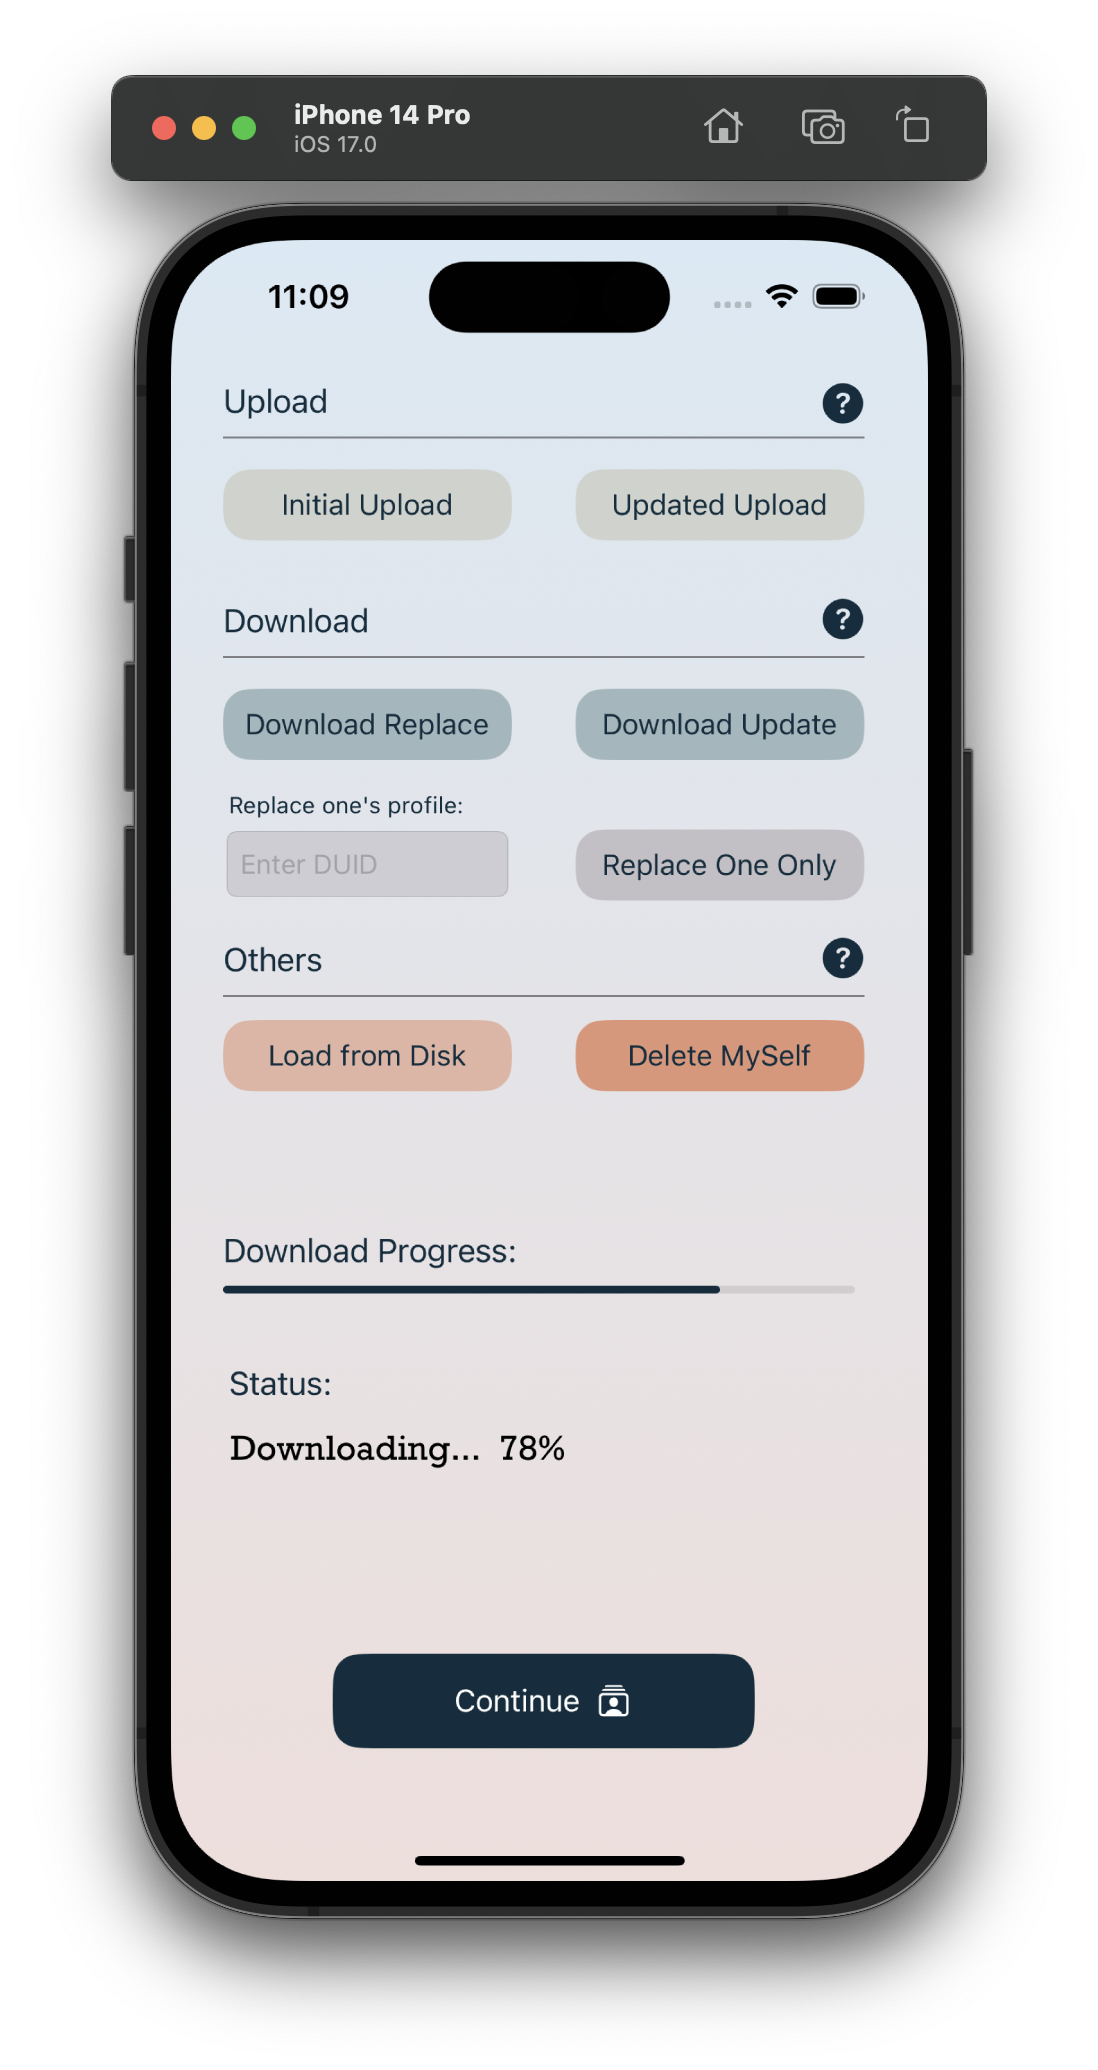 iPhone 14 Pro
iOS 17.0
11:09
Upload
?
Initial Upload
Updated Upload
Download
?
Download Replace
Download Update
Replace one's profile:
Enter DUID
Replace One Only
Others
?
Load from Disk
Delete MySelf
Download Progress:
Status:
Downloading... 78%
Continue